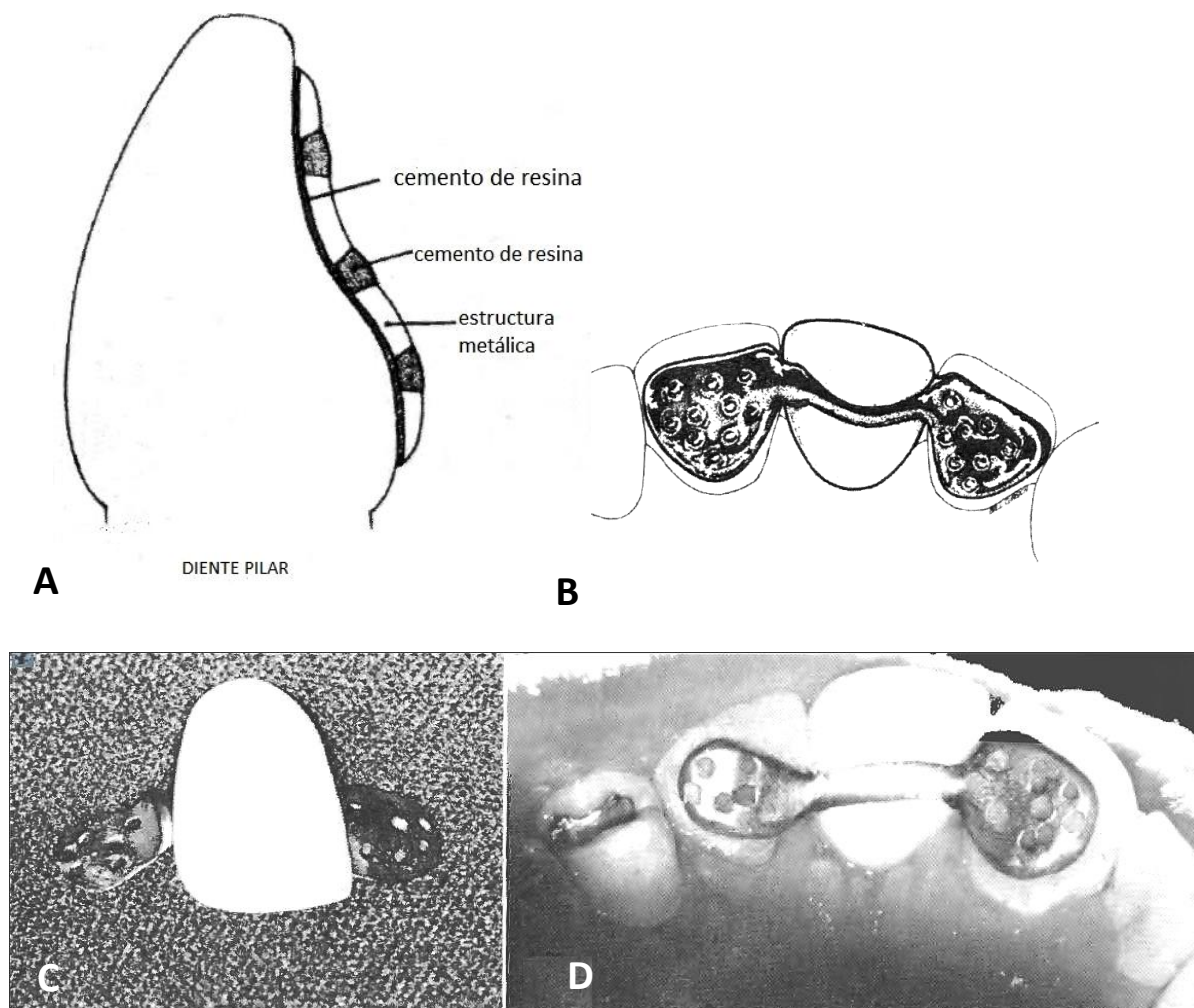 cemento de resina
cemento de resina
estructura
metálica
DIENTE PILAR
A
B
C
D